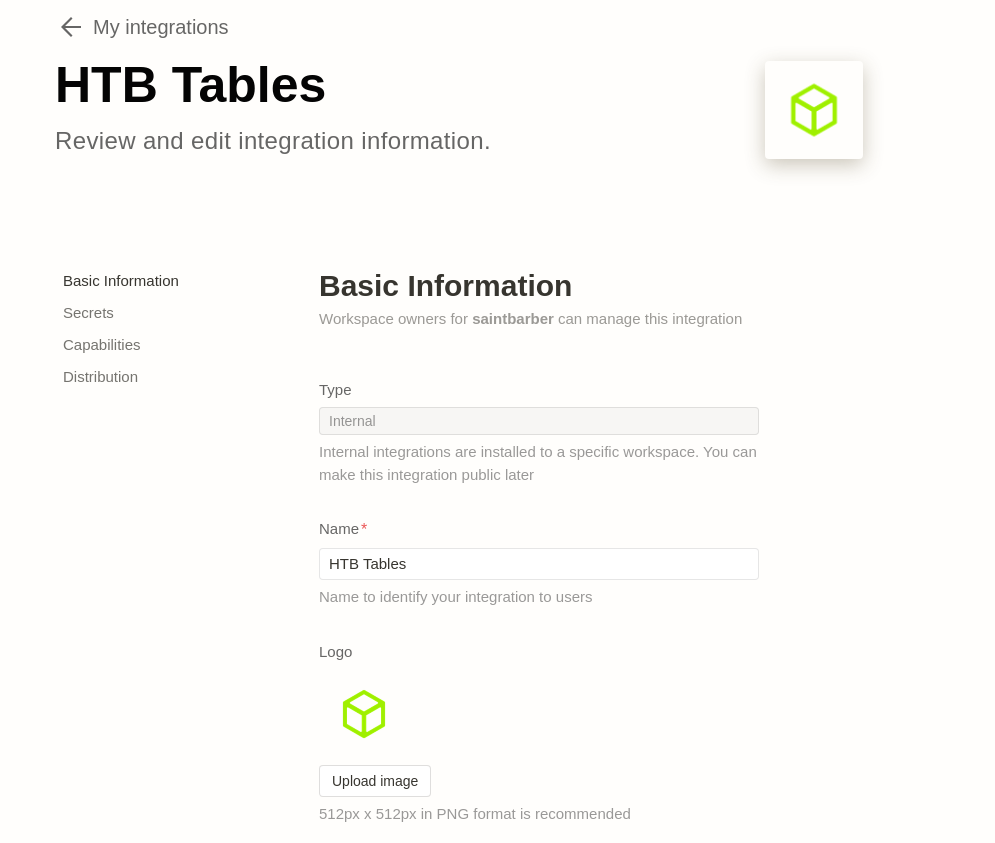 My integrations
HTB Tables
Review and edit integration information.
Basic Information
Secrets
Capabilities
Distribution
Basic Information
Workspace owners for saintbarber can manage this integration
Type
Internal
Internal integrations are installed to a specific workspace. You can
make this integration public later
Name*
HTB Tables
Name to identify your integration to users
Logo
Upload image
512px x 512px in PNG format is recommended